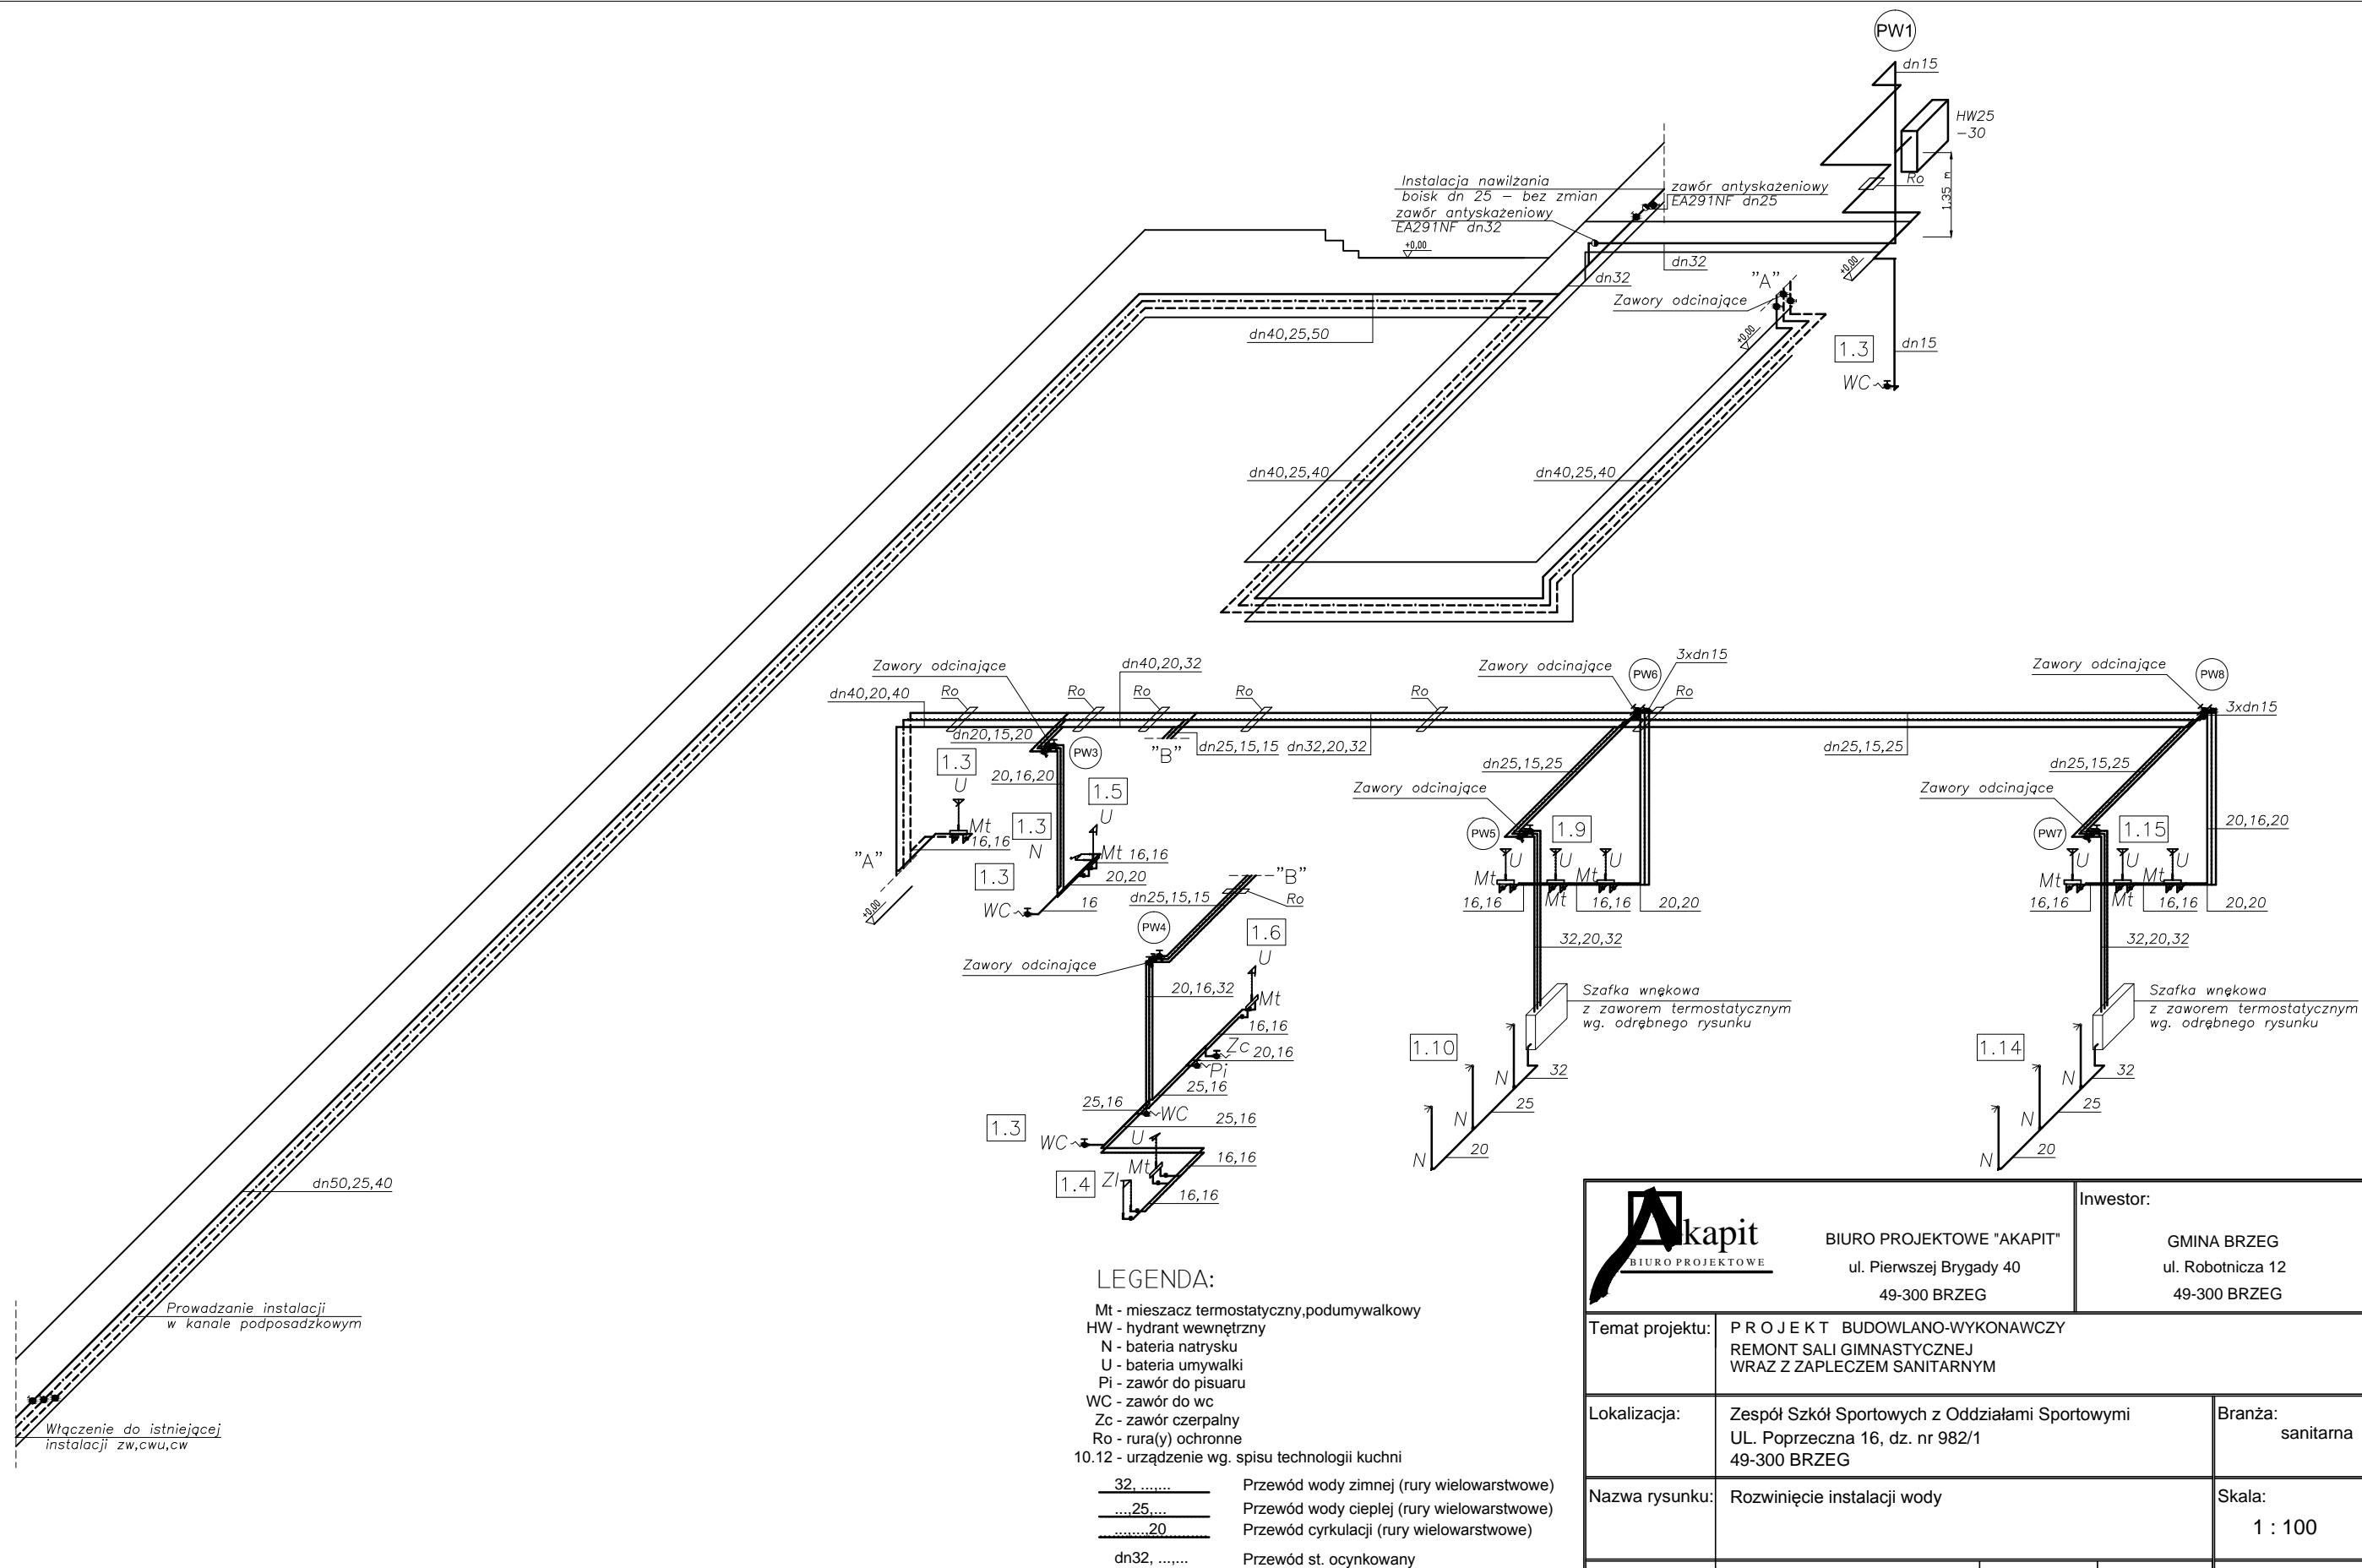 PW1
dn15
HW25
-30
Ro
1,35 m
Instalacja nawilżania
boisk dn 25 - bez zmian
zawór antyskażeniowy
EA291NF dn32
zawór antyskażeniowy
EA291NF dn25
+0,00
dn32
dn32
"A"
Zawory odcinające
+0,00
+0,00
1.3
dn15
WC
dn40,25,50
dn40,25,40
dn40,25,40
Zawory odcinające
dn40,20,32
Zawory odcinające
PW6
3xdn15
Zawory odcinające
PW8
dn40,20,40
Ro
Ro
Ro
Ro
Ro
Ro
3xdn15
dn20,15,20
PW3
"B"
dn25,15,15
dn32,20,32
dn25,15,25
1.3
U
20,16,20
1.5
U
dn25,15,25
dn25,15,25
Zawory odcinające
Zawory odcinające
Mt
16,16
1.3
N
PW5
1.9
PW7
1.15
20,16,20
"A"
1.3
Mt
16,16
20,20
U
U
U
U
U
U
Mt
Mt
Mt
Mt
Mt
Mt
+0,00
WC
16
dn25,15,15
"B"
Ro
16,16
16,16
20,20
16,16
16,16
20,20
PW4
1.6
U
32,20,32
32,20,32
Zawory odcinające
20,16,32
Mt
16,16
Szafka wnękowa
z zaworem termostatycznym
wg. odrębnego rysunku
Szafka wnękowa
z zaworem termostatycznym
wg. odrębnego rysunku
Zc
20,16
Pi
25,16
1.10
N
32
1.14
N
32
25,16
WC
25,16
N
25
N
25
1.3
WC
U
N
20
N
20
1.4
Zl
Mt
16,16
16,16
dn50,25,40
Prowadzanie instalacji
w kanale podposadzkowym
Włączenie do istniejącej
instalacji zw,cwu,cw
LEGENDA:
Mt - mieszacz termostatyczny,podumywalkowy
HW - hydrant wewnętrzny
N - bateria natrysku
U - bateria umywalki
Pi - zawór do pisuaru
WC - zawór do wc
Zc - zawór czerpalny
Ro - rura(y) ochronne
10.12 - urządzenie wg. spisu technologii kuchni
32, ...,... Przewód wody zimnej (rury wielowarstwowe)
...,25,... Przewód wody cieplej (rury wielowarstwowe)
...,...,20 Przewód cyrkulacji (rury wielowarstwowe)
dn32, ...,... Przewód st. ocynkowany
Akapit
BIURO PROJEKTOWE
BIURO PROJEKTOWE "AKAPIT"
ul. Pierwszej Brygady 40
49-300 BRZEG
Inwestor:
GMINA BRZEG
ul. Robotnicza 12
49-300 BRZEG
Temat projektu:
P R O J E K T BUDOWLANO-WYKONAWCZY
REMONT SALI GIMNASTYCZNEJ
WRAZ Z ZAPLECZEM SANITARNYM
Lokalizacja:
Zespół Szkół Sportowych z Oddziałami Sportowymi
UL. Poprzeczna 16, dz. nr 982/1
49-300 BRZEG
Branża:
sanitarna
Nazwa rysunku:
Rozwinięcie instalacji wody
Skala:
1 : 100